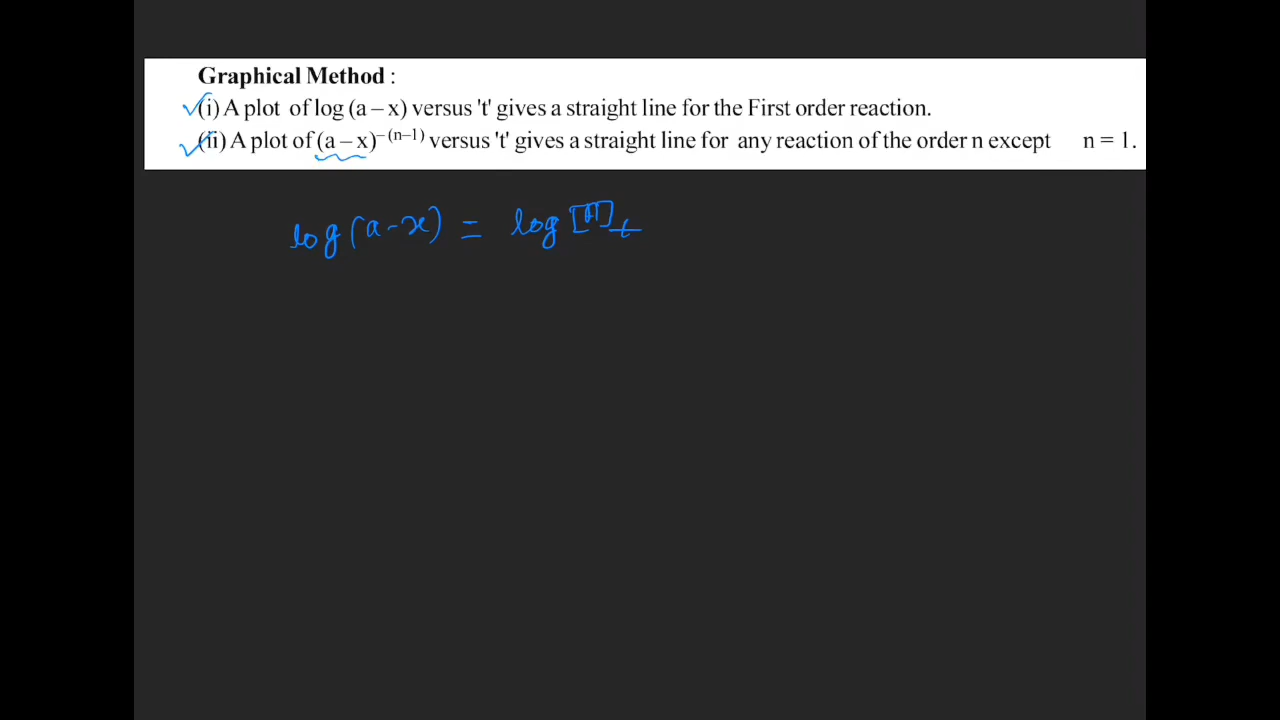 Graphical Method :
(i) A plot of log (a – x) versus 't' gives a straight line for the First order reaction.
(ii) A plot of (a – x)⁻⁽ⁿ⁻¹⁾ versus 't' gives a straight line for any reaction of the order n except n = 1.
log (a - x) = log [A]t